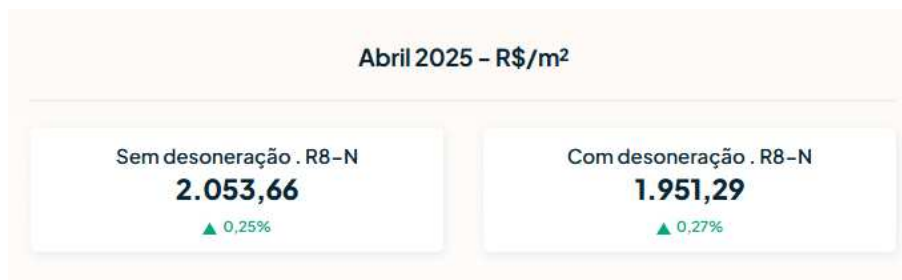 Abril 2025 – R$/m²
Sem desoneração . R8–N
2.053,66
▲ 0,25%
Com desoneração . R8–N
1.951,29
▲ 0,27%